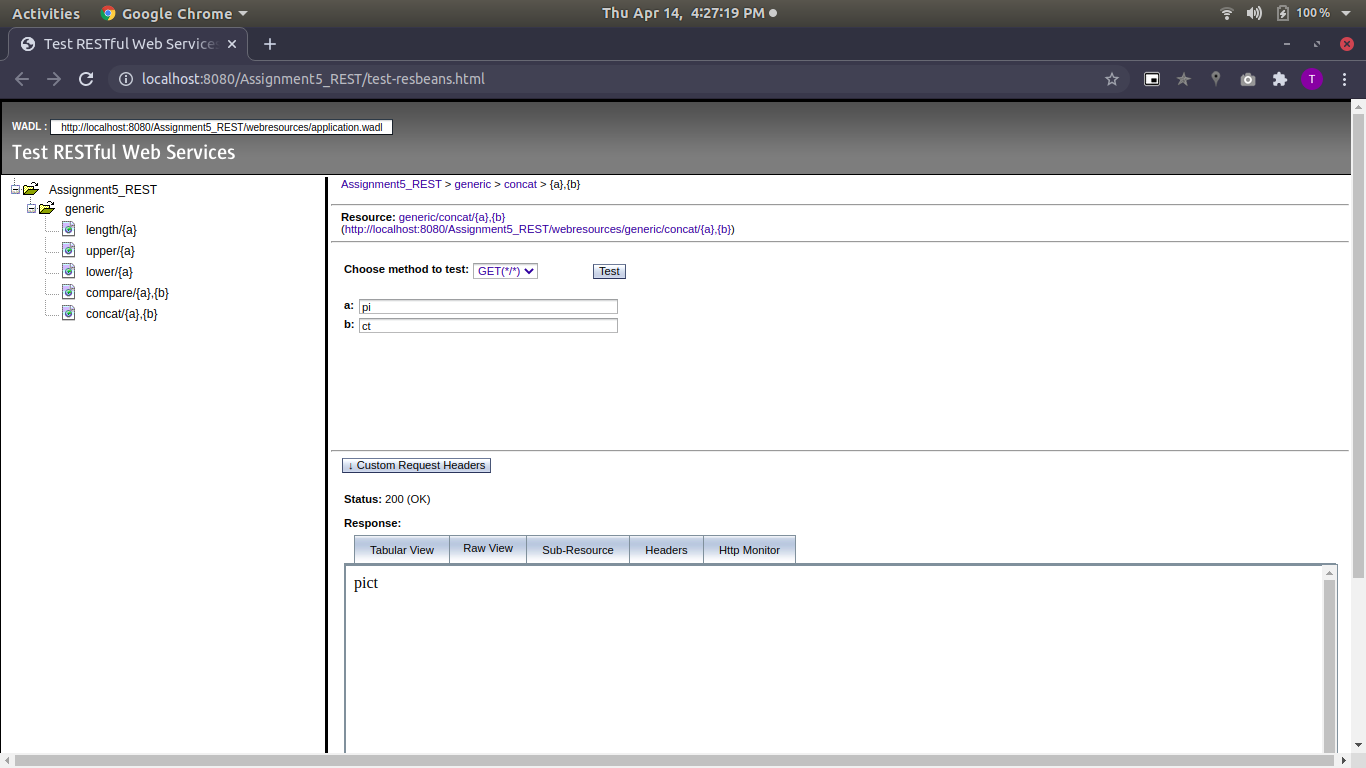 Activities Google Chrome Thu Apr 14, 4:27:19 PM 100%
Test RESTful Web Services
localhost:8080/Assignment5_REST/test-resbeans.html T
WADL : http://localhost:8080/Assignment5_REST/webresources/application.wadl
Test RESTful Web Services
Assignment5_REST
generic
length/{a}
upper/{a}
lower/{a}
compare/{a},{b}
concat/{a},{b}
Assignment5_REST > generic > concat > {a},{b}
Resource: generic/concat/{a},{b}
(http://localhost:8080/Assignment5_REST/webresources/generic/concat/{a},{b})
Choose method to test: GET(*/*) Test
a: pi
b: ct
↓ Custom Request Headers
Status: 200 (OK)
Response:
Tabular View Raw View Sub-Resource Headers Http Monitor
pict